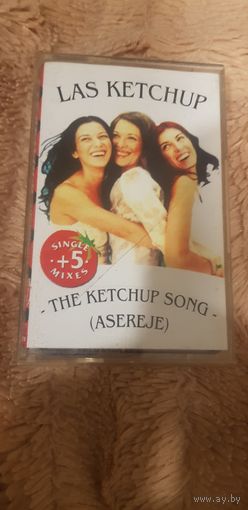 LAS KETCHUP
SINGLE
+5
MIXES
- THE KETCHUP SONG -
(ASEREJE)
www.ay.by